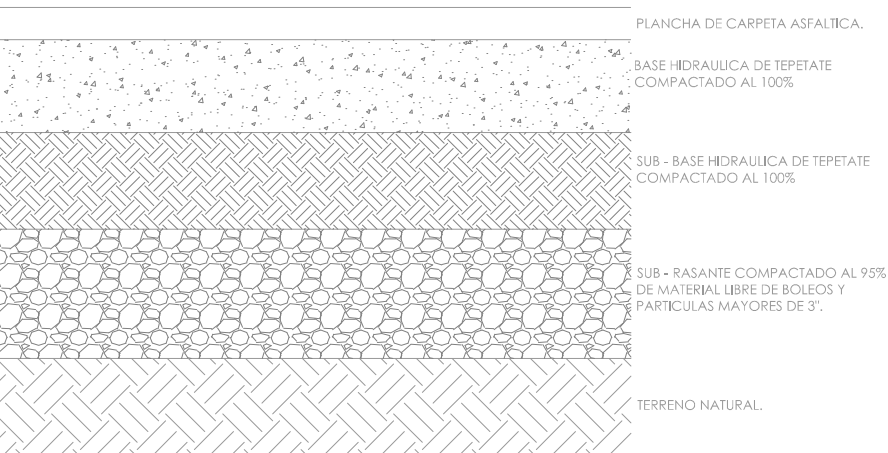 PLANCHA DE CARPETA ASFALTICA.
BASE HIDRAULICA DE TEPETATE
COMPACTADO AL 100%
SUB - BASE HIDRAULICA DE TEPETATE
COMPACTADO AL 100%
SUB - RASANTE COMPACTADO AL 95%
DE MATERIAL LIBRE DE BOLEOS Y
PARTICULAS MAYORES DE 3".
TERRENO NATURAL.